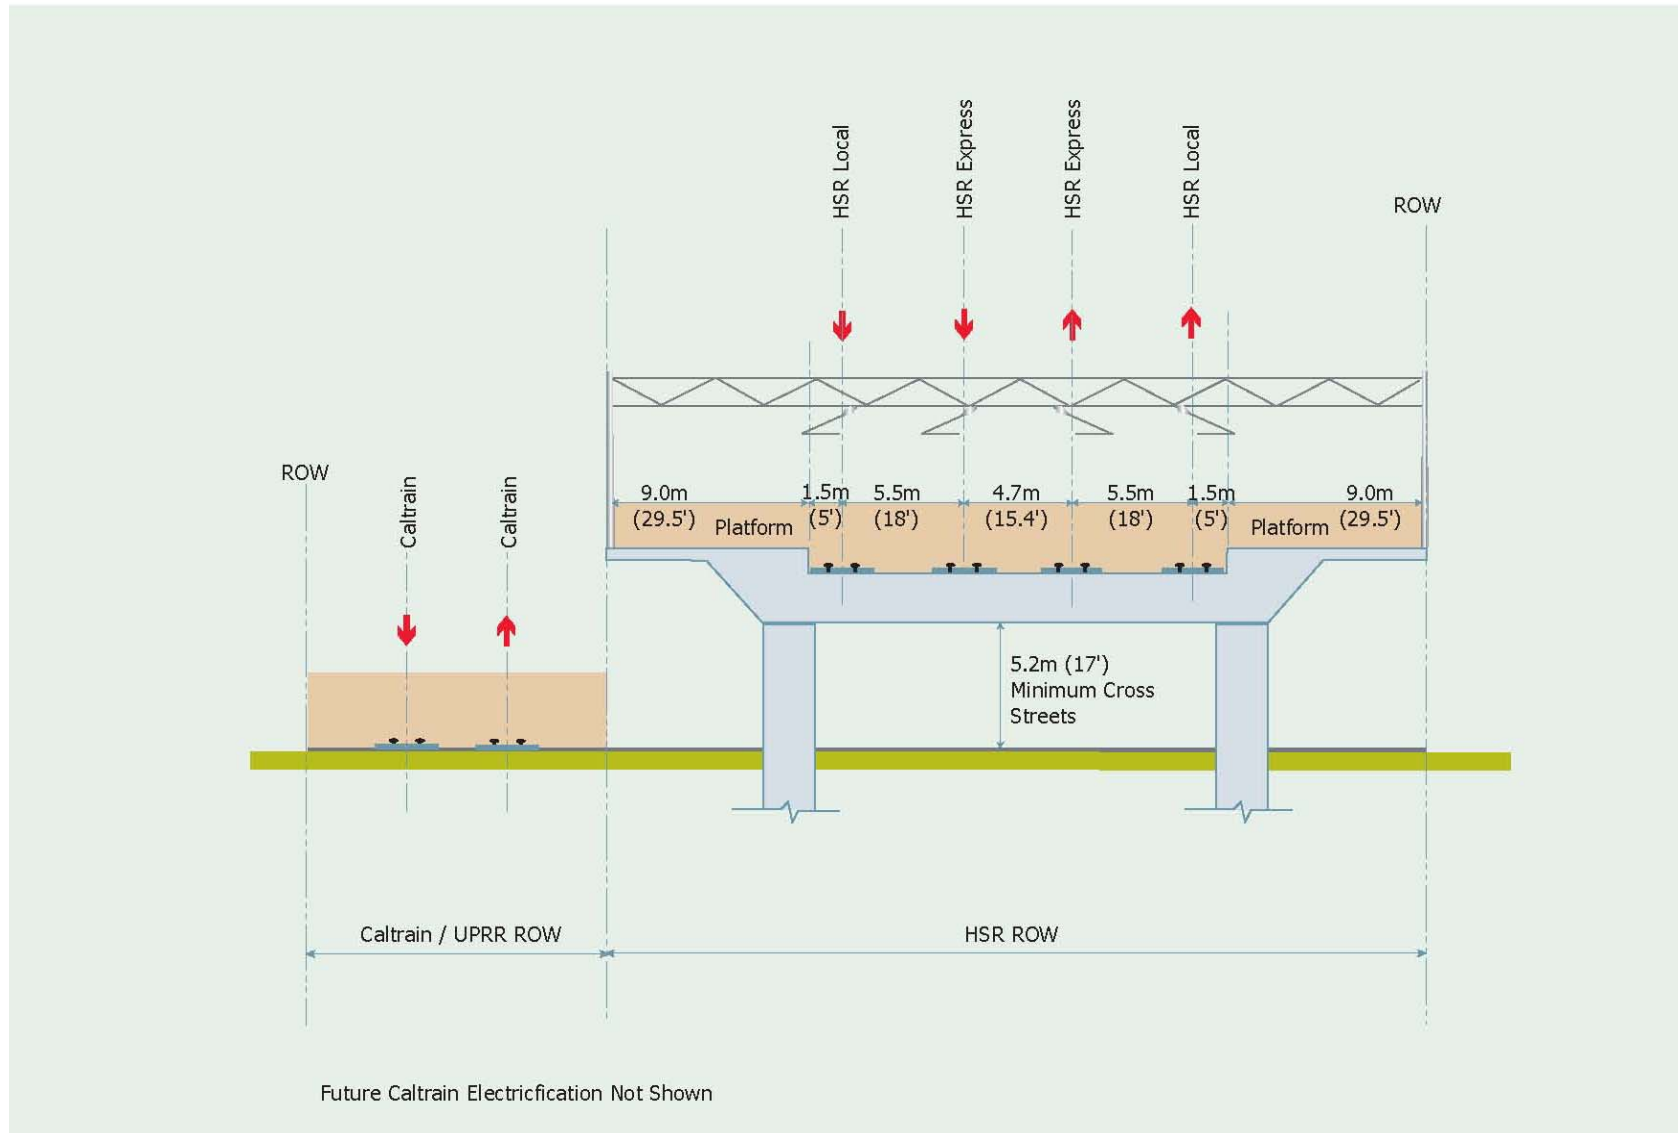 HSR Local
HSR Express
HSR Express
HSR Local
ROW
ROW
Caltrain
Caltrain
9.0m
(29.5')
Platform
1.5m
(5')
5.5m
(18')
4.7m
(15.4')
5.5m
(18')
1.5m
(5')
Platform
9.0m
(29.5')
5.2m (17')
Minimum Cross
Streets
Caltrain / UPRR ROW
HSR ROW
Future Caltrain Electricfication Not Shown